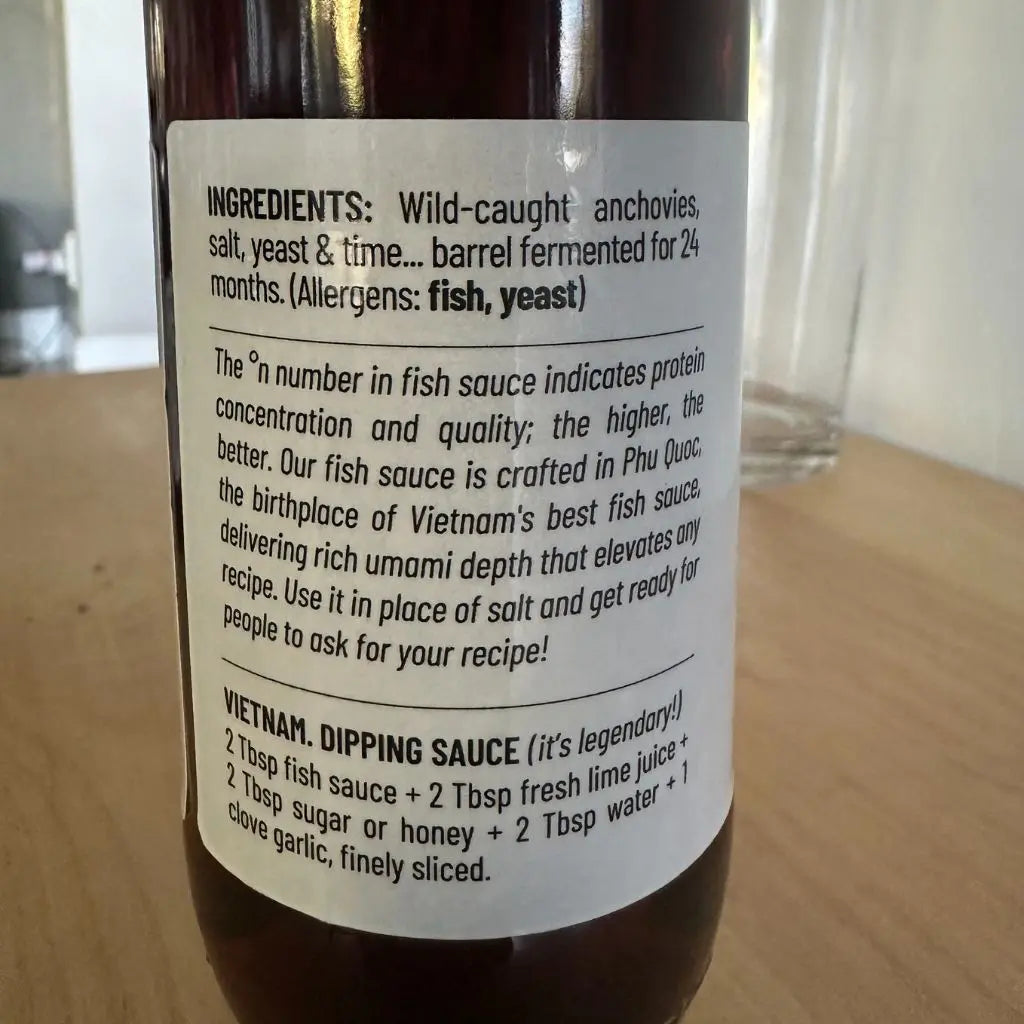 INGREDIENTS: Wild-caught anchovies,
salt, yeast & time... barrel fermented for 24
months. (Allergens: fish, yeast)
The °n number in fish sauce indicates protein
concentration and quality; the higher, the
better. Our fish sauce is crafted in Phu Quoc,
the birthplace of Vietnam's best fish sauce,
delivering rich umami depth that elevates any
recipe. Use it in place of salt and get ready for
people to ask for your recipe!
VIETNAM. DIPPING SAUCE (it's legendary!)
2 Tbsp fish sauce + 2 Tbsp fresh lime juice +
2 Tbsp sugar or honey + 2 Tbsp water + 1
clove garlic, finely sliced.